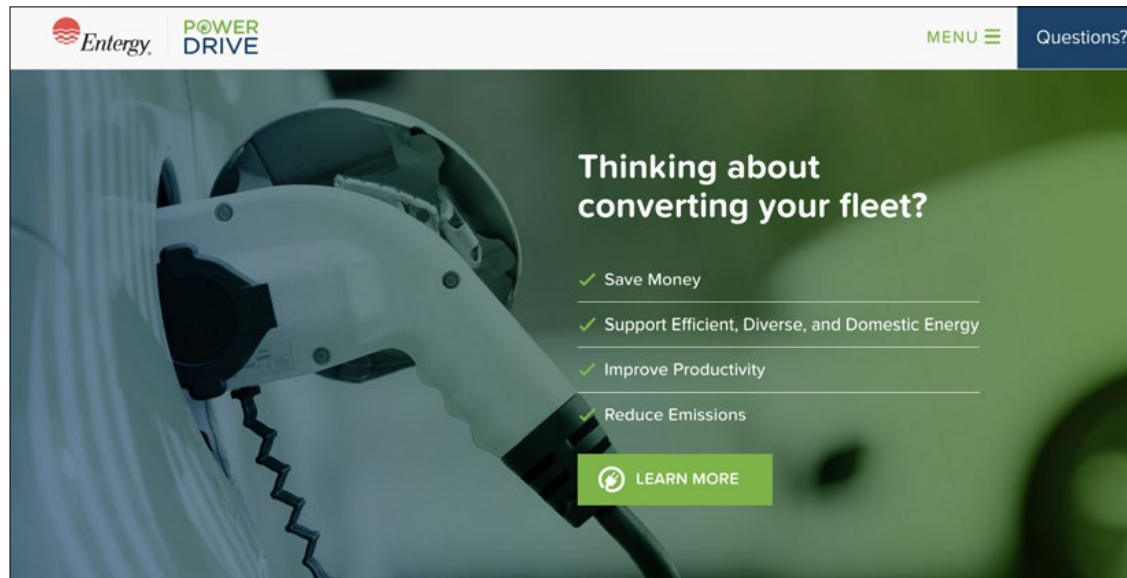 Entergy
POWER
DRIVE
MENU
Questions?
Thinking about
converting your fleet?
Save Money
Support Efficient, Diverse, and Domestic Energy
Improve Productivity
Reduce Emissions
LEARN MORE